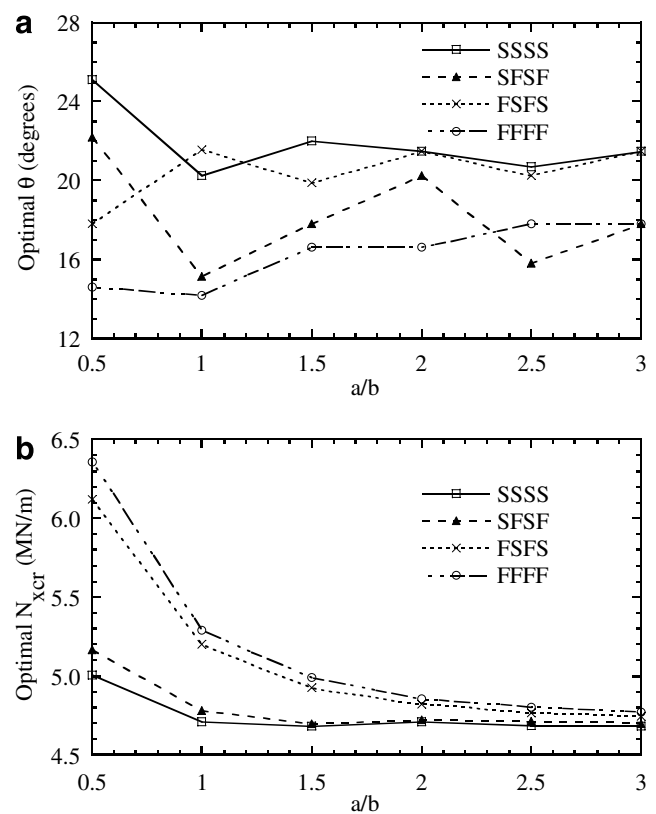 a
28
24
20
16
12
Optimal θ (degrees)
SSSS
SFSF
FSFS
FFFF
0.5 1 1.5 2 2.5 3
a/b
b
6.5
6.0
5.5
5.0
4.5
Optimal Nxcr (MN/m)
SSSS
SFSF
FSFS
FFFF
0.5 1 1.5 2 2.5 3
a/b